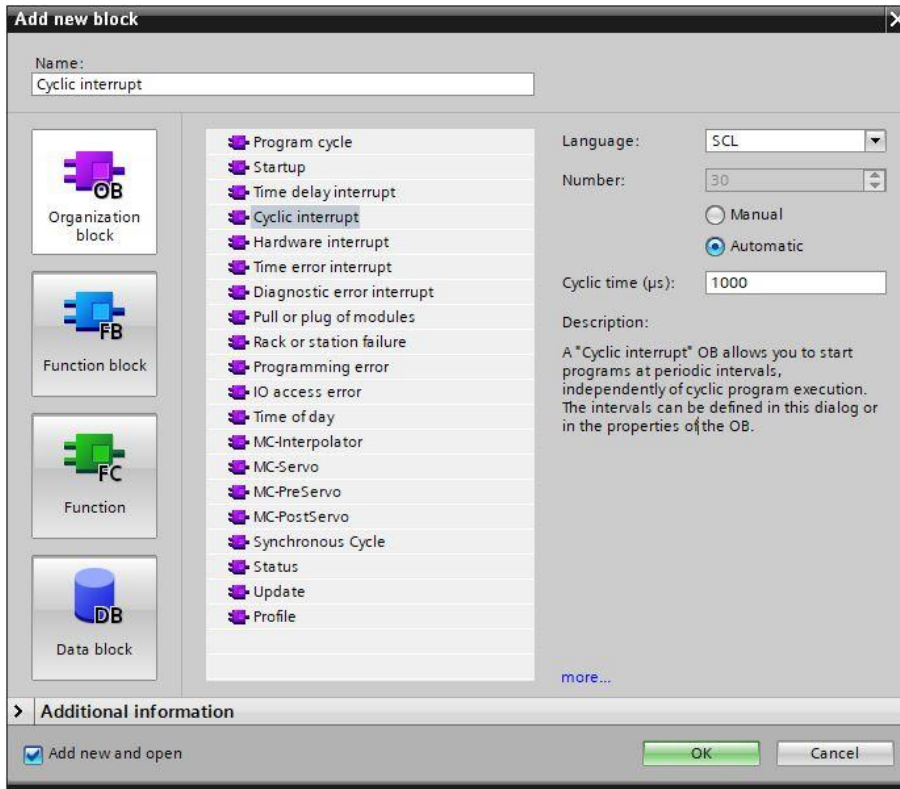 Add new block
Name:
Cyclic interrupt
OB
Organization
block
FB
Function block
FC
Function
DB
Data block
Program cycle
Startup
Time delay interrupt
Cyclic interrupt
Hardware interrupt
Time error interrupt
Diagnostic error interrupt
Pull or plug of modules
Rack or station failure
Programming error
IO access error
Time of day
MC-Interpolator
MC-Servo
MC-PreServo
MC-PostServo
Synchronous Cycle
Status
Update
Profile
Language: SCL
Number: 30
Manual
Automatic
Cyclic time (µs): 1000
Description:
A "Cyclic interrupt" OB allows you to start
programs at periodic intervals,
independently of cyclic program execution.
The intervals can be defined in this dialog or
in the properties of the OB.
more...
Additional information
Add new and open
OK
Cancel